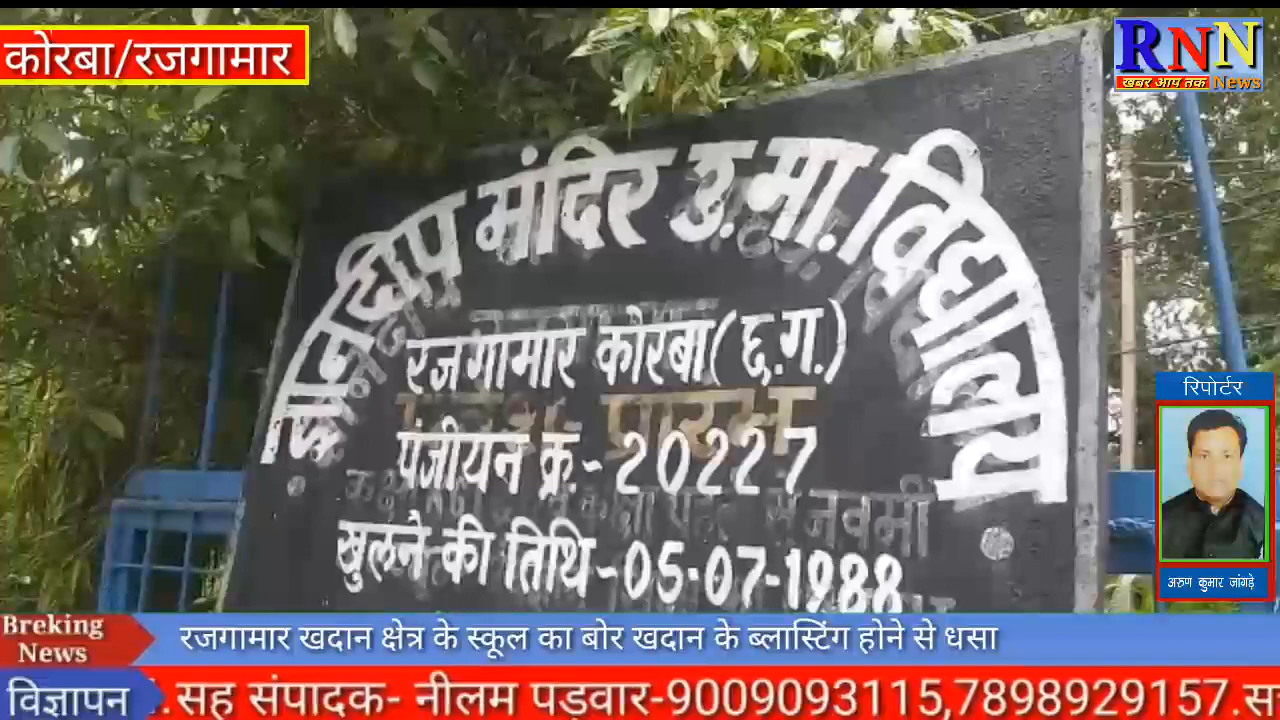 कोरबा/रजगामार
RNN
खबर आप तक News
ज्ञान दीप मंदिर उ.मा. विद्यालय
रजगामार कोरबा(छ.ग.)
पंजीयन क्र.-20227
खुलने की तिथि-05-07-1988
रिपोर्टर
अरुण कुमार जांगड़े
Breking
News
रजगामार खदान क्षेत्र के स्कूल का बोर खदान के ब्लास्टिंग होने से धसा
विज्ञापन
.सह संपादक- नीलम पड़वार-9009093115,7898929157.स